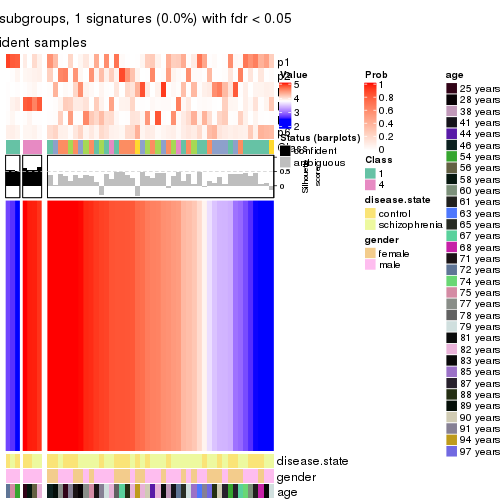 subgroups, 1 signatures (0.0%) with fdr < 0.05
ident samples
p1
p2
Value
5
4
3
2
Status (barplots)
confident
ambiguous
0.5
0
Silhouette
score
Prob
1
0.8
0.6
0.4
0.2
0
Class
1
4
disease.state
control
schizophrenia
gender
female
male
age
25 years
28 years
38 years
41 years
44 years
46 years
54 years
56 years
58 years
60 years
61 years
63 years
65 years
67 years
68 years
71 years
72 years
74 years
75 years
77 years
78 years
79 years
81 years
82 years
83 years
85 years
87 years
88 years
89 years
90 years
91 years
94 years
97 years
disease.state
gender
age